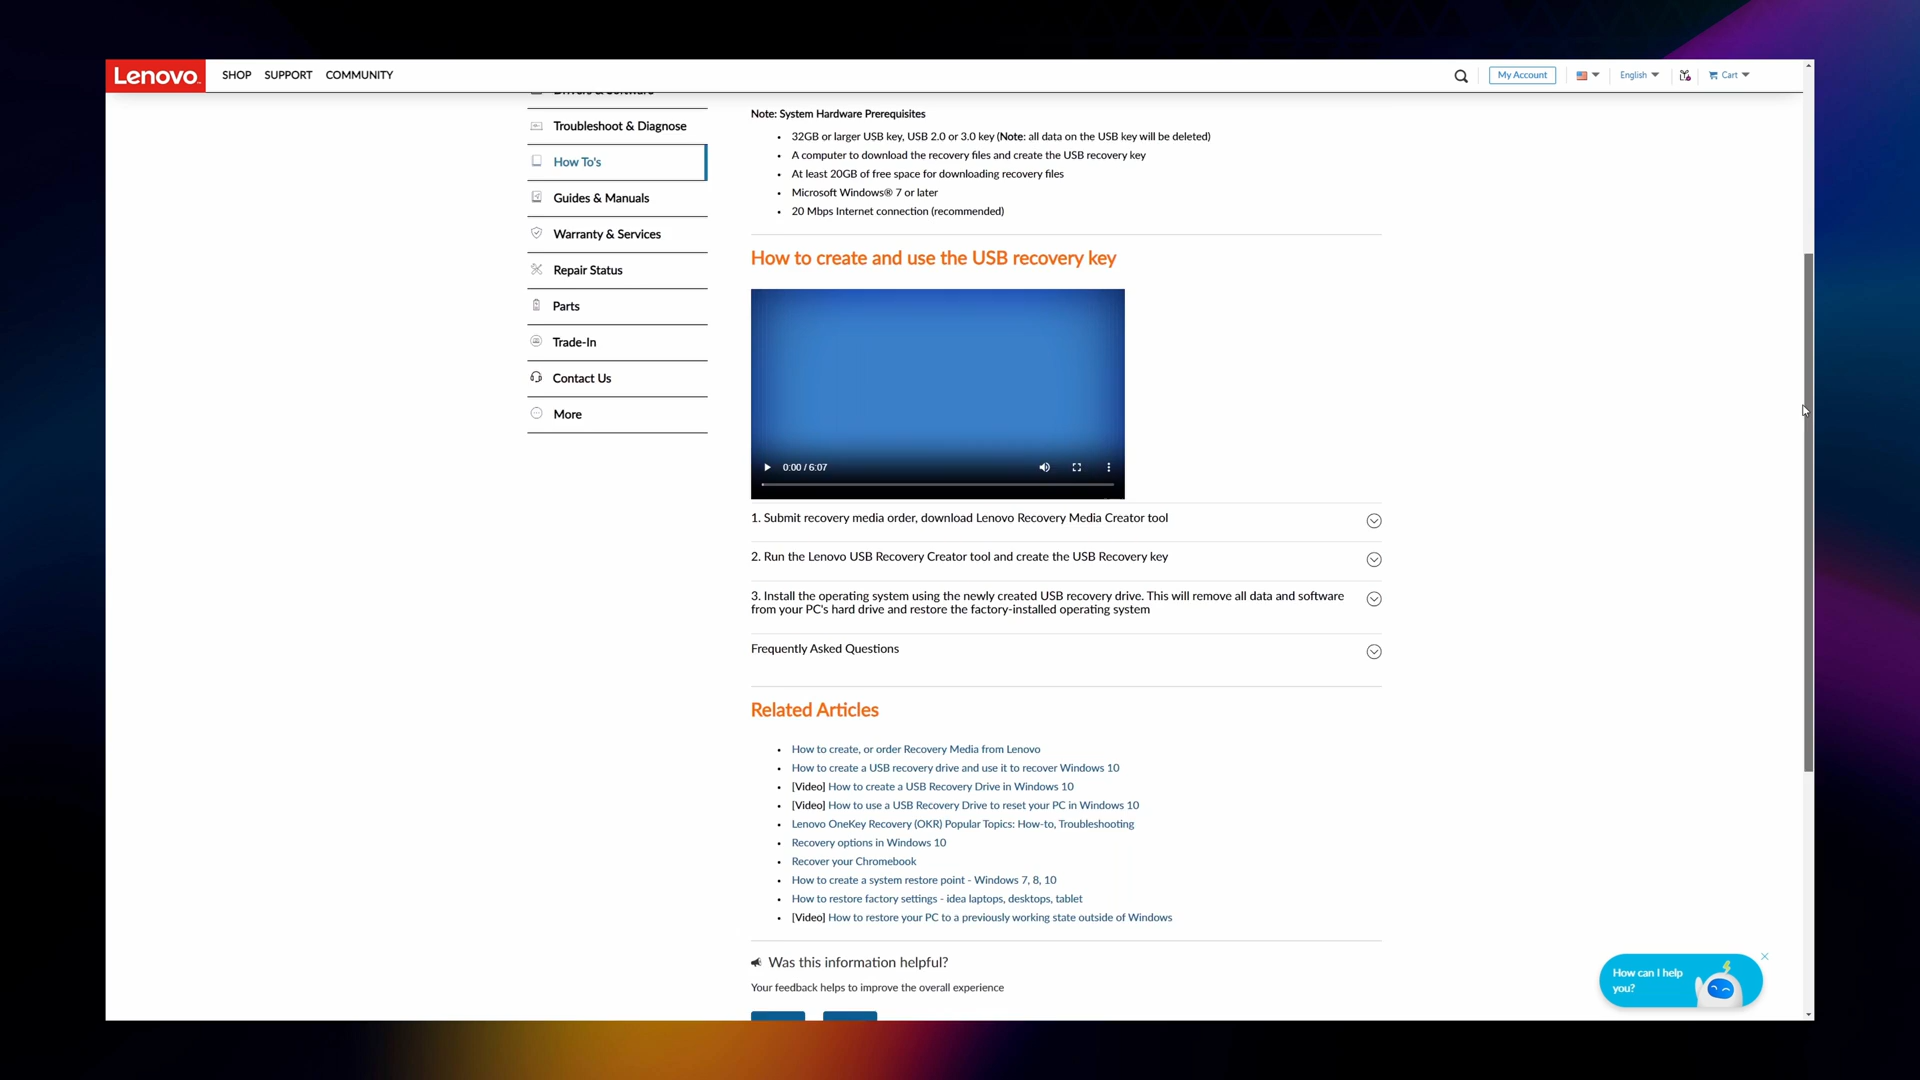 Lenovo
SHOP SUPPORT COMMUNITY
My Account
English
Cart
Drivers & Software
Troubleshoot & Diagnose
How To's
Guides & Manuals
Warranty & Services
Repair Status
Parts
Trade-In
Contact Us
More
Note: System Hardware Prerequisites
• 32GB or larger USB key, USB 2.0 or 3.0 key (Note: all data on the USB key will be deleted)
• A computer to download the recovery files and create the USB recovery key
• At least 20GB of free space for downloading recovery files
• Microsoft Windows® 7 or later
• 20 Mbps Internet connection (recommended)
How to create and use the USB recovery key
0:00 / 6:07
1. Submit recovery media order, download Lenovo Recovery Media Creator tool
2. Run the Lenovo USB Recovery Creator tool and create the USB Recovery key
3. Install the operating system using the newly created USB recovery drive. This will remove all data and software
from your PC's hard drive and restore the factory-installed operating system
Frequently Asked Questions
Related Articles
• How to create, or order Recovery Media from Lenovo
• How to create a USB recovery drive and use it to recover Windows 10
• [Video] How to create a USB Recovery Drive in Windows 10
• [Video] How to use a USB Recovery Drive to reset your PC in Windows 10
• Lenovo OneKey Recovery (OKR) Popular Topics: How-to, Troubleshooting
• Recovery options in Windows 10
• Recover your Chromebook
• How to create a system restore point - Windows 7, 8, 10
• How to restore factory settings - idea laptops, desktops, tablet
• [Video] How to restore your PC to a previously working state outside of Windows
Was this information helpful?
Your feedback helps to improve the overall experience
How can I help
you?